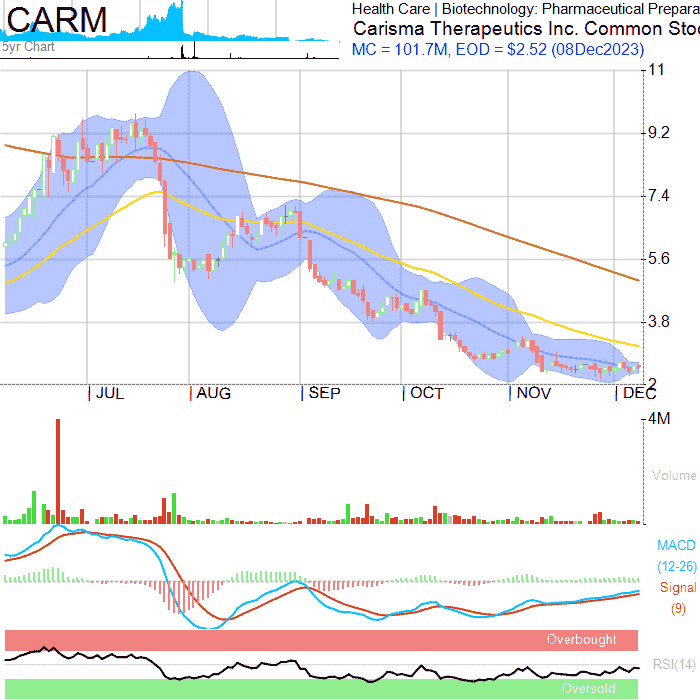 CARM
5yr Chart
Health Care | Biotechnology: Pharmaceutical Prepara
Carisma Therapeutics Inc. Common Stoc
MC = 101.7M, EOD = $2.52 (08Dec2023)
11
9.2
7.4
5.6
3.8
2
JUL AUG SEP OCT NOV DEC
4M
Volume
MACD
(12-26)
Signal
(9)
Overbought
RSI(14)
Oversold